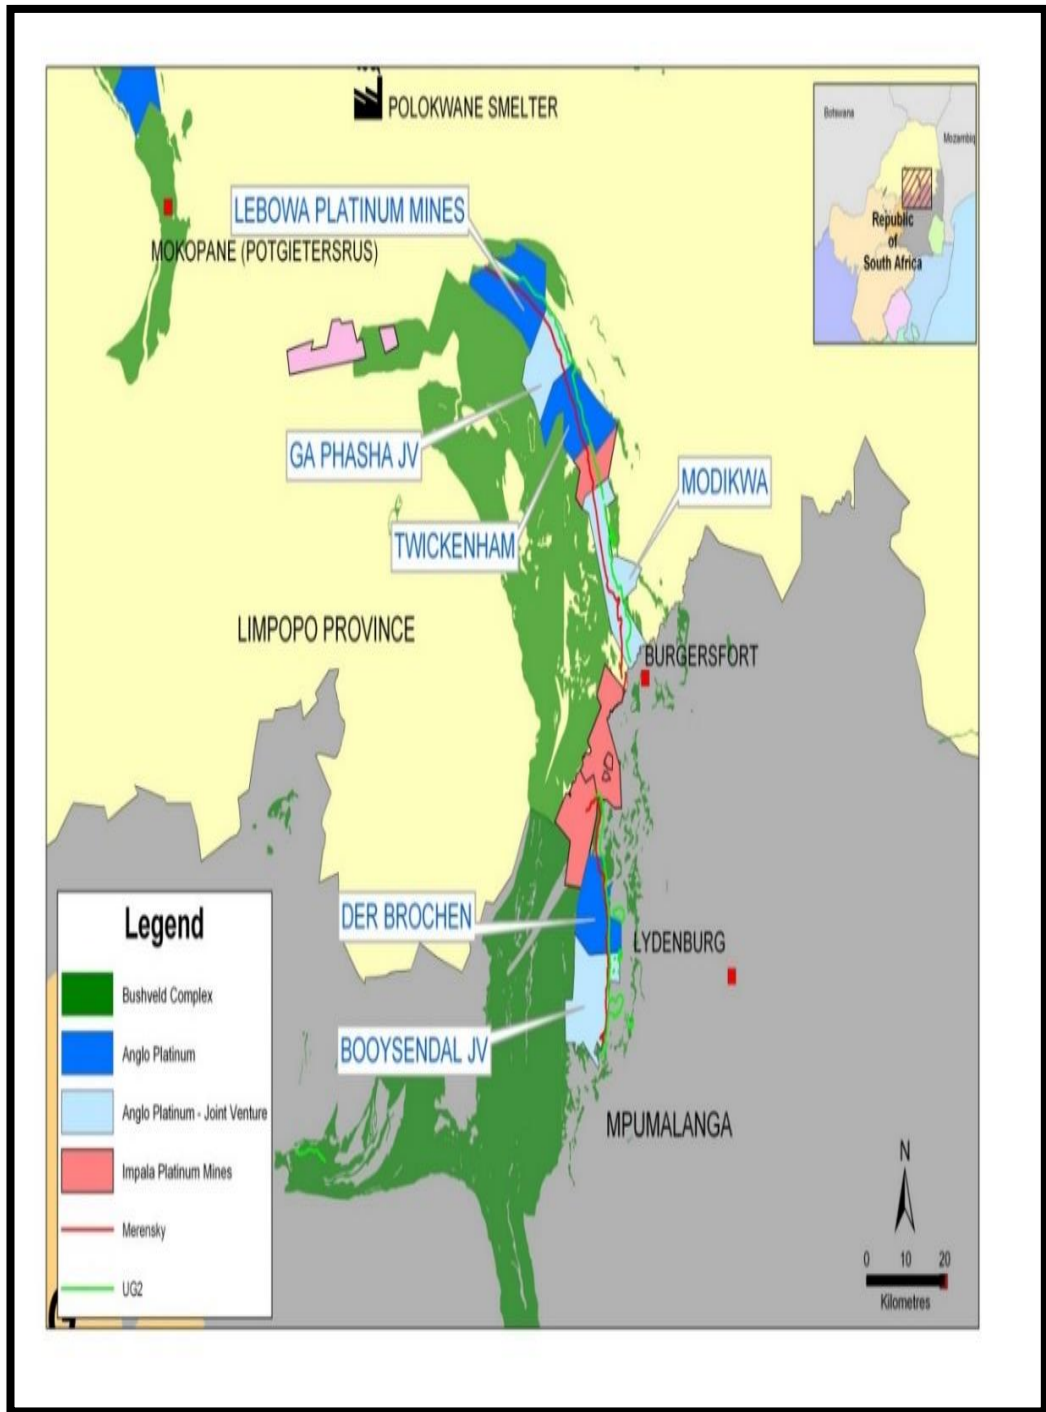 POLOKWANE SMELTER
Botswana
Mozambiq
Republic
of
South Africa
LEBOWA PLATINUM MINES
MOKOPANE (POTGIETERSRUS)
GA PHASHA JV
MODIKWA
TWICKENHAM
LIMPOPO PROVINCE
BURGERSFORT
DER BROCHEN
LYDENBURG
BOOYSENDAL JV
MPUMALANGA
Legend
Bushveld Complex
Anglo Platinum
Anglo Platinum - Joint Venture
Impala Platinum Mines
Merensky
UG2
N
0 10 20
Kilometres